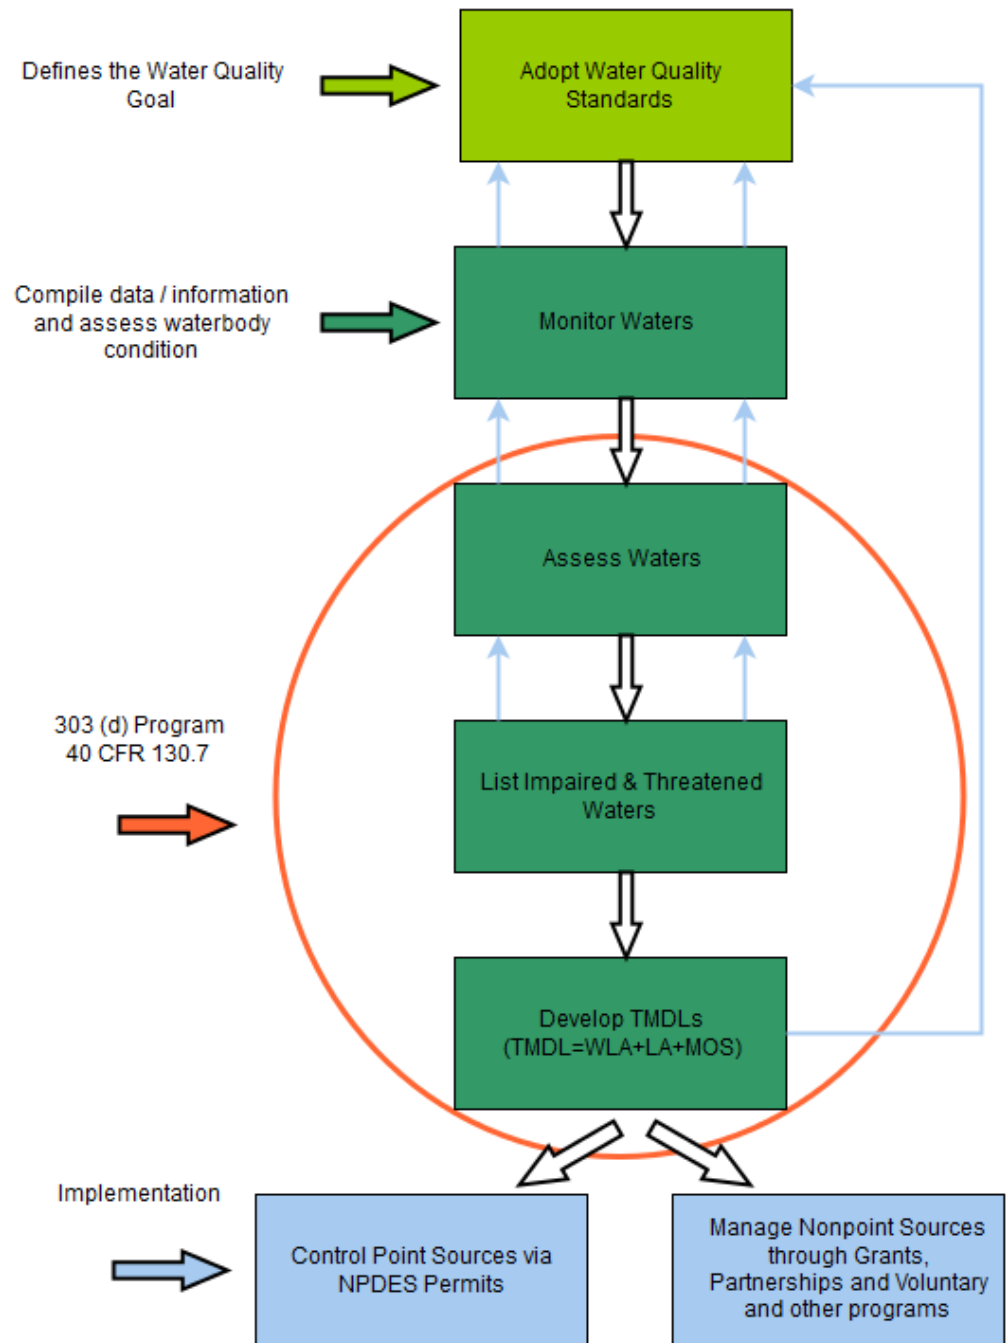 Defines the Water Quality
Goal
Adopt Water Quality
Standards
Compile data / information
and assess waterbody
condition
Monitor Waters
Assess Waters
303 (d) Program
40 CFR 130.7
List Impaired & Threatened
Waters
Develop TMDLs
(TMDL=WLA+LA+MOS)
Implementation
Control Point Sources via
NPDES Permits
Manage Nonpoint Sources
through Grants,
Partnerships and Voluntary
and other programs